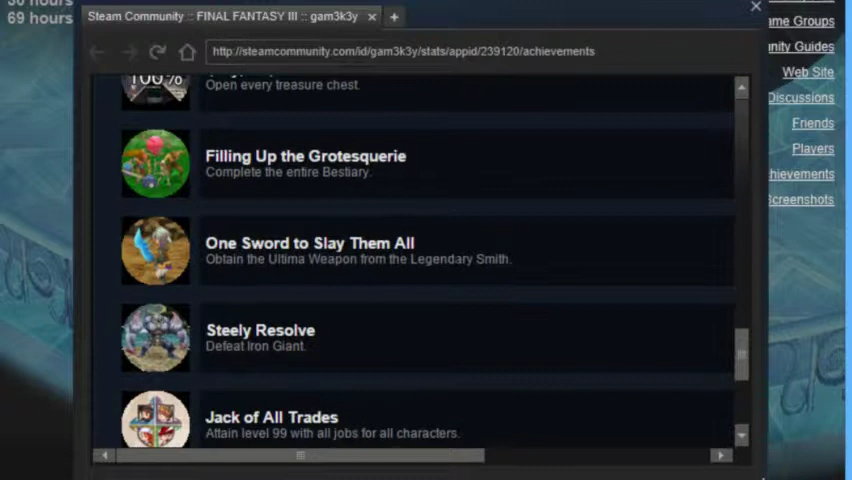 69 hours
Steam Community :: FINAL FANTASY III :: gam3k3y
http://steamcommunity.com/id/gam3k3y/stats/appid/239120/achievements
100%
Open every treasure chest.
Filling Up the Grotesquerie
Complete the entire Bestiary.
One Sword to Slay Them All
Obtain the Ultima Weapon from the Legendary Smith.
Steely Resolve
Defeat Iron Giant.
Jack of All Trades
Attain level 99 with all jobs for all characters.
me Groups
unity Guides
Web Site
Discussions
Friends
Players
chievements
Screenshots